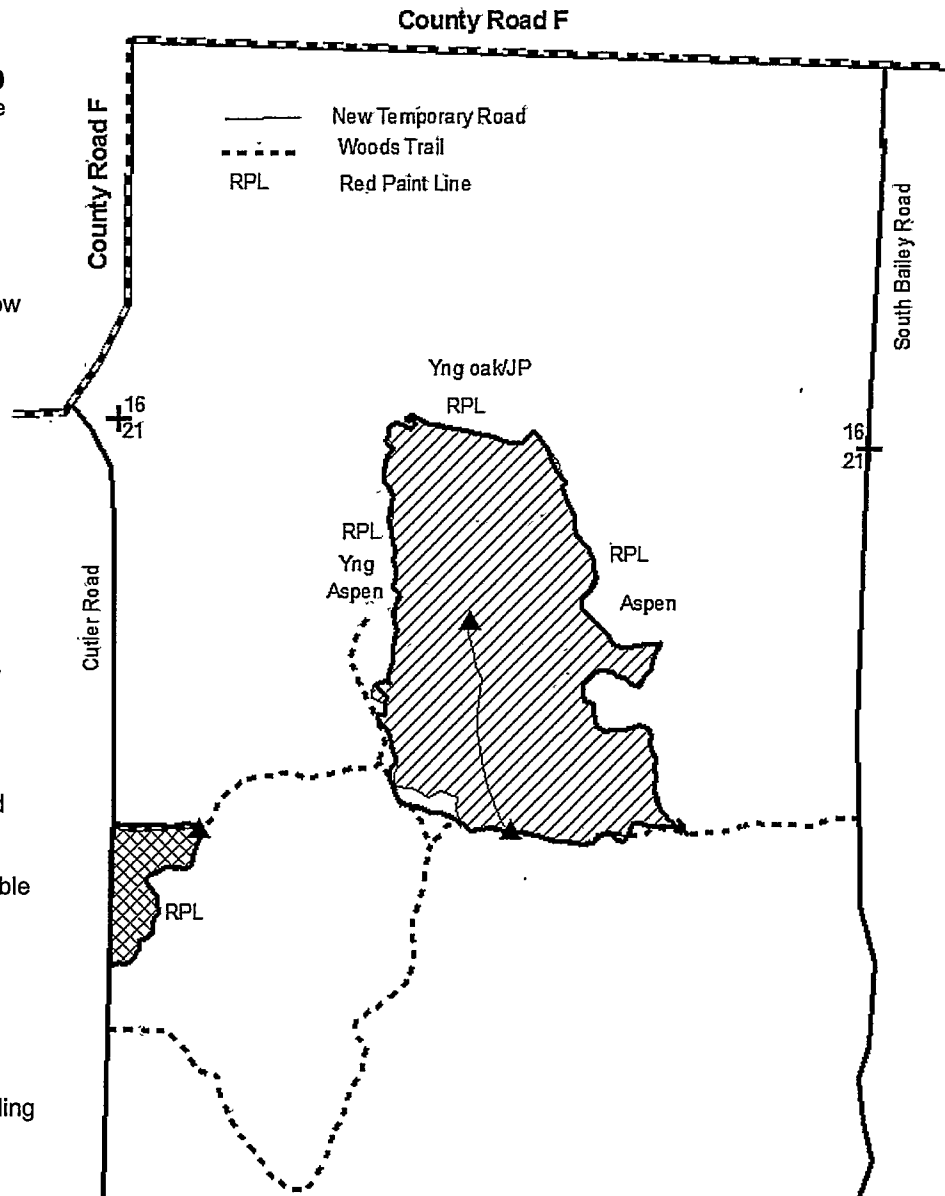 County Road F
County Road F
New Temporary Road
Woods Trail
RPL Red Paint Line
South Bailey Road
Yng oak/JP
RPL
16
21
16
21
RPL
Yng
Aspen
RPL
Aspen
Cutler Road
RPL